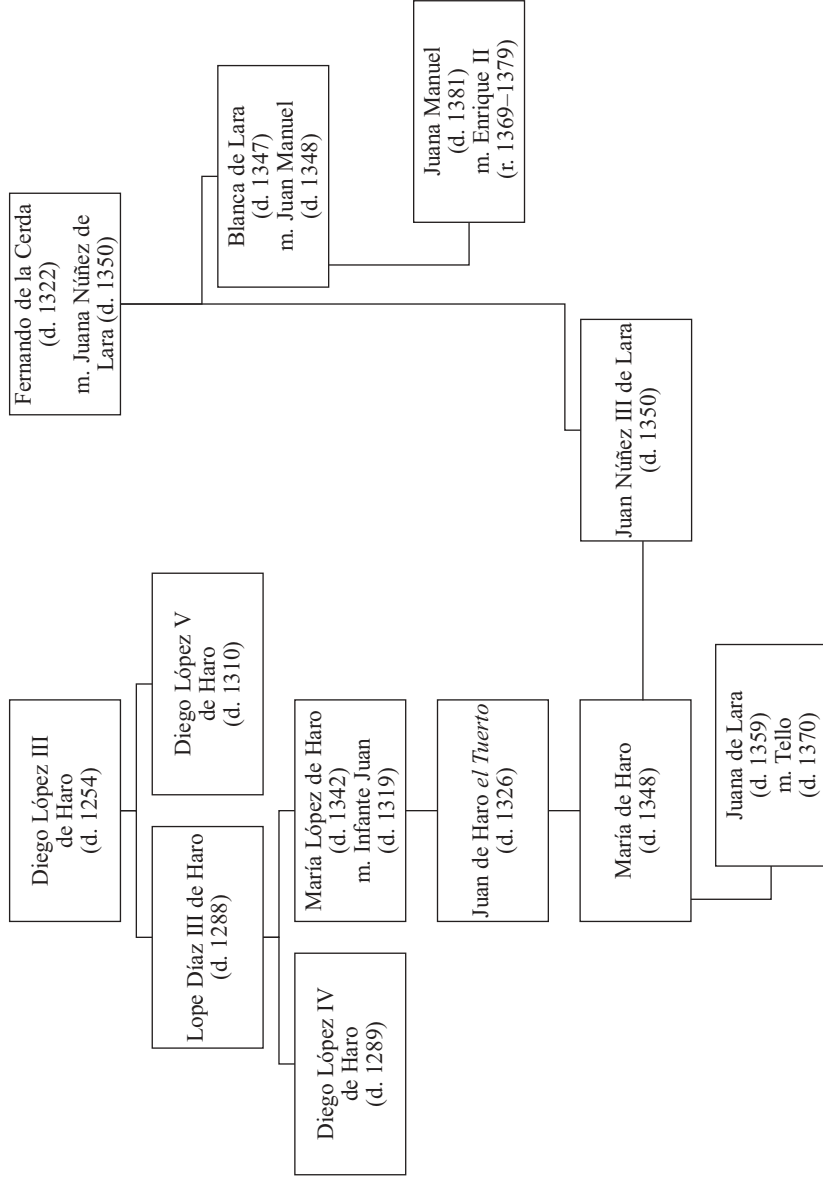 Diego López III
de Haro
(d. 1254)
Lope Díaz III de Haro
(d. 1288)
Diego López V
de Haro
(d. 1310)
Diego López IV
de Haro
(d. 1289)
María López de Haro
(d. 1342)
m. Infante Juan
(d. 1319)
Juan de Haro el Tuerto
(d. 1326)
María de Haro
(d. 1348)
Juana de Lara
(d. 1359)
m. Tello
(d. 1370)
Fernando de la Cerda
(d. 1322)
m. Juana Núñez de
Lara (d. 1350)
Blanca de Lara
(d. 1347)
m. Juan Manuel
(d. 1348)
Juana Manuel
(d. 1381)
m. Enrique II
(r. 1369–1379)
Juan Núñez III de Lara
(d. 1350)